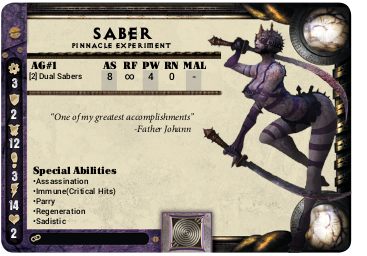 SABER
PINNACLE EXPERIMENT
AG#1 AS RF PW RN MAL
[2] Dual Sabers 8 ∞ 4 0 -
3
2
12
3
14
2
"One of my greatest accomplishments"
-Father Johann
Special Abilities
•Assassination
•Immune(Critical Hits)
•Parry
•Regeneration
•Sadistic